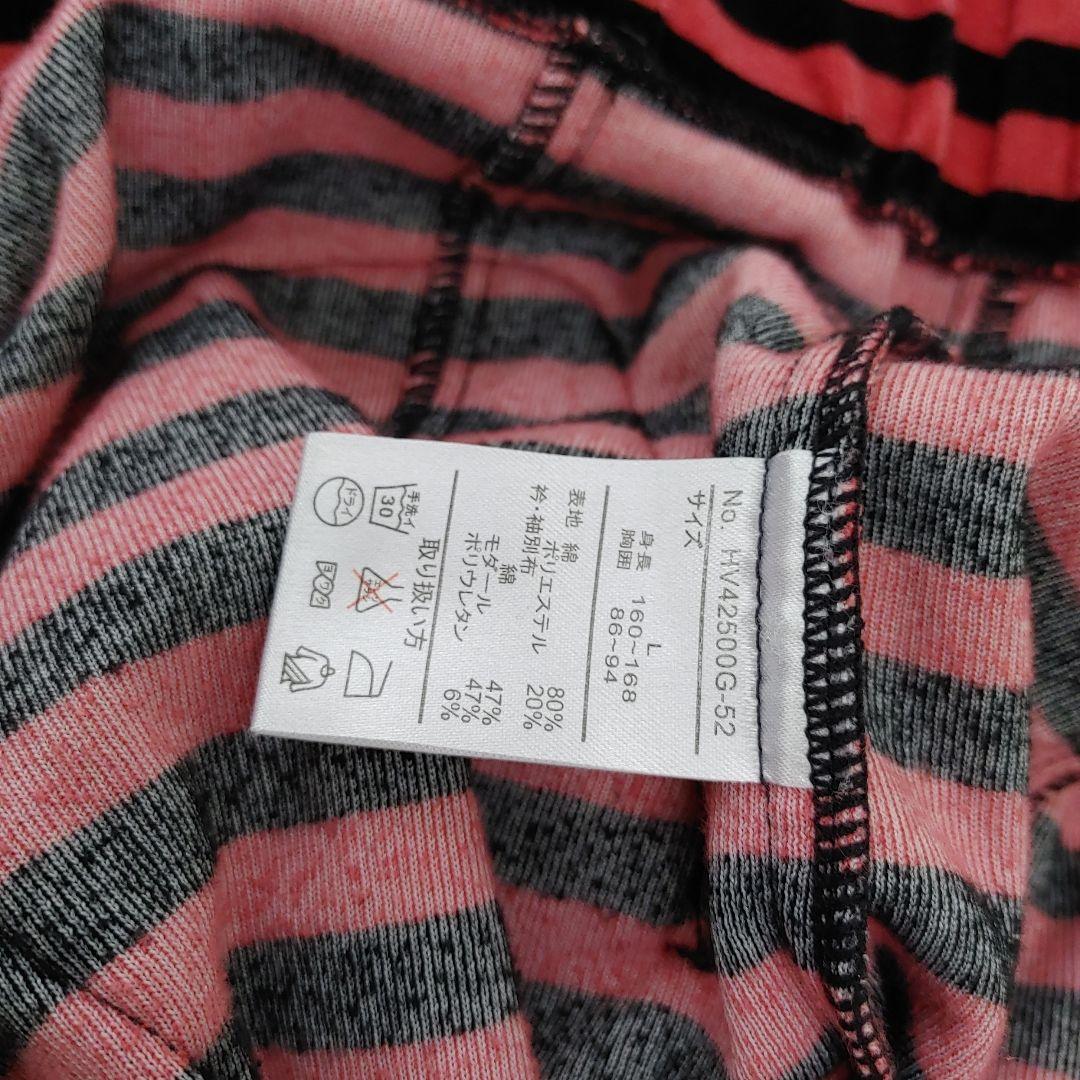 No. HV42500G-52
サイズ
L
身長 160~168
胸囲 86~94
表地 綿 80%
ポリエステル 20%
衿・袖別布
綿 47%
モダール 47%
ポリウレタン 6%
取り扱い方
手洗イ
30
ドライ